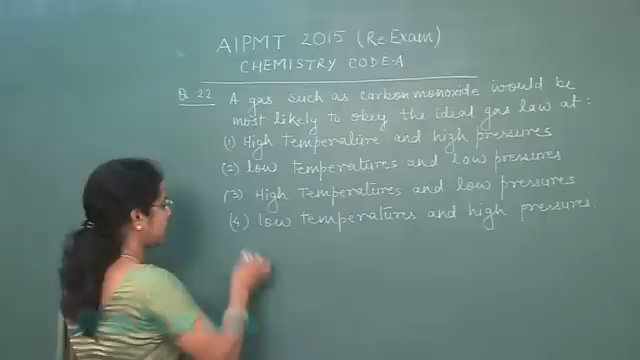 AIPMT 2015 (Re Exam)
CHEMISTRY CODE-A
Q 22 A gas such as carbon monoxide would be
most likely to obey the ideal gas law at:
(1) High Temperature and high pressures
(2) low temperatures and low pressures
(3) High Temperatures and low pressures
(4) low temperatures and high pressures.